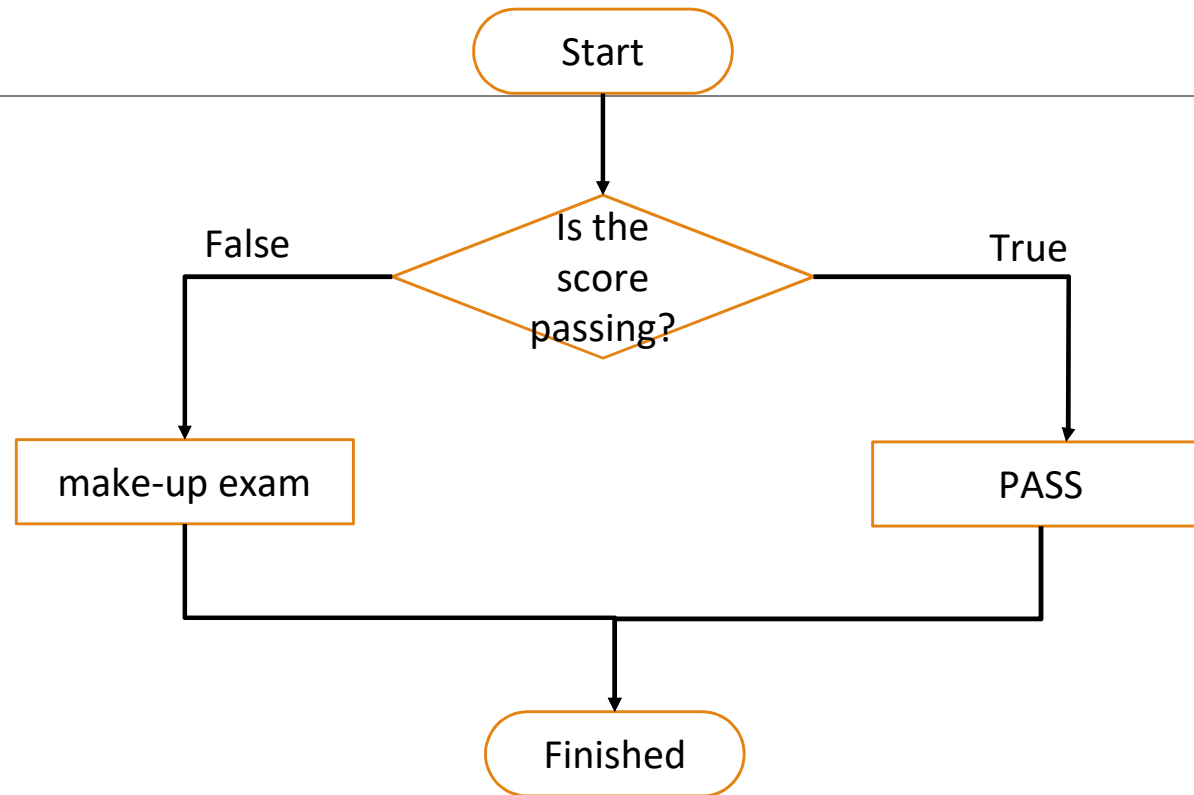 Start
False
Is the
score
passing?
True
make-up exam
PASS
Finished